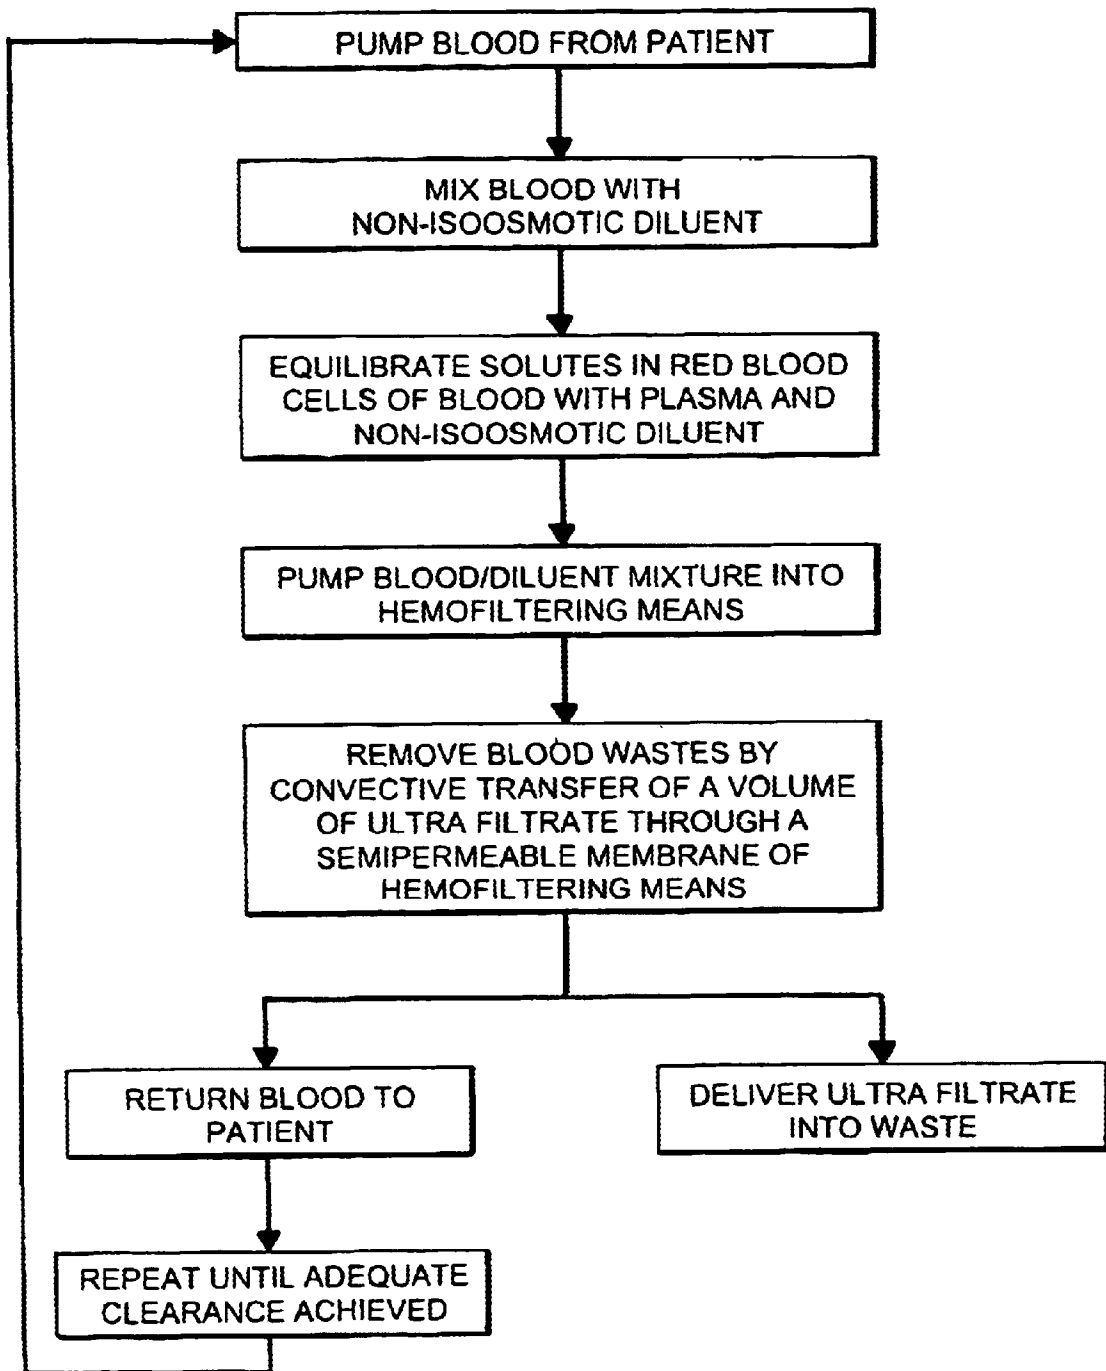 PUMP BLOOD FROM PATIENT
MIX BLOOD WITH
NON-ISOOSMOTIC DILUENT
EQUILIBRATE SOLUTES IN RED BLOOD
CELLS OF BLOOD WITH PLASMA AND
NON-ISOOSMOTIC DILUENT
PUMP BLOOD/DILUENT MIXTURE INTO
HEMOFILTERING MEANS
REMOVE BLOOD WASTES BY
CONVECTIVE TRANSFER OF A VOLUME
OF ULTRA FILTRATE THROUGH A
SEMIPERMEABLE MEMBRANE OF
HEMOFILTERING MEANS
RETURN BLOOD TO
PATIENT
DELIVER ULTRA FILTRATE
INTO WASTE
REPEAT UNTIL ADEQUATE
CLEARANCE ACHIEVED